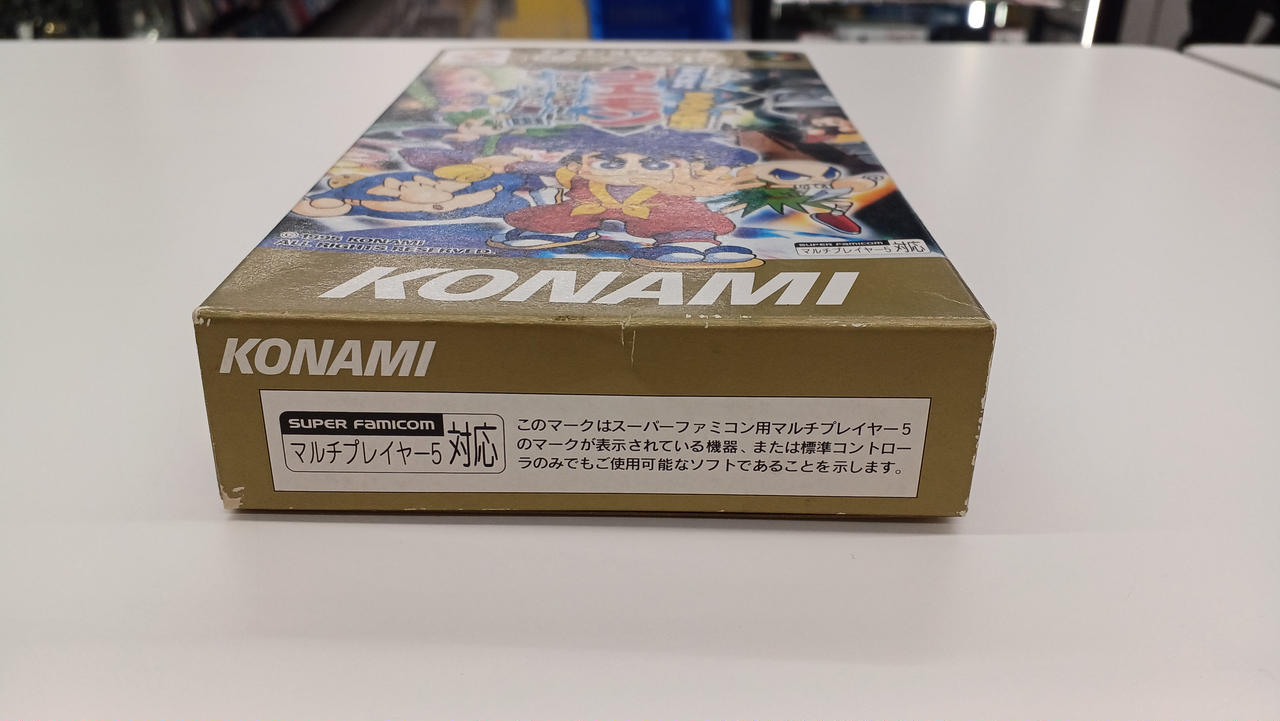 © 1994 KONAMI
ALL RIGHTS RESERVED.
SUPER FAMICOM
マルチプレイヤー5 対応
KONAMI
KONAMI
SUPER FAMICOM
マルチプレイヤー5 対応
このマークはスーパーファミコン用マルチプレイヤー5
のマークが表示されている機器、または標準コントロー
ラのみでもご使用可能なソフトであることを示します。